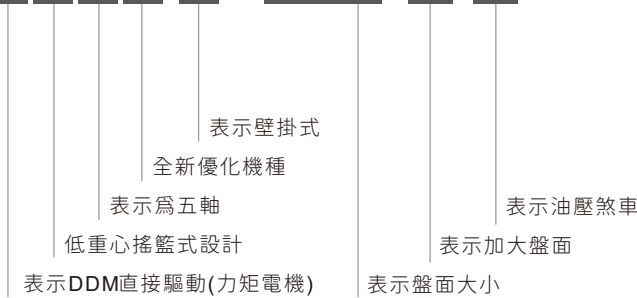 表示壁掛式
全新優化機種
表示爲五軸
低重心搖籃式設計
表示DDM直接驅動(力矩電機)
表示油壓煞車
表示加大盤面
表示盤面大小